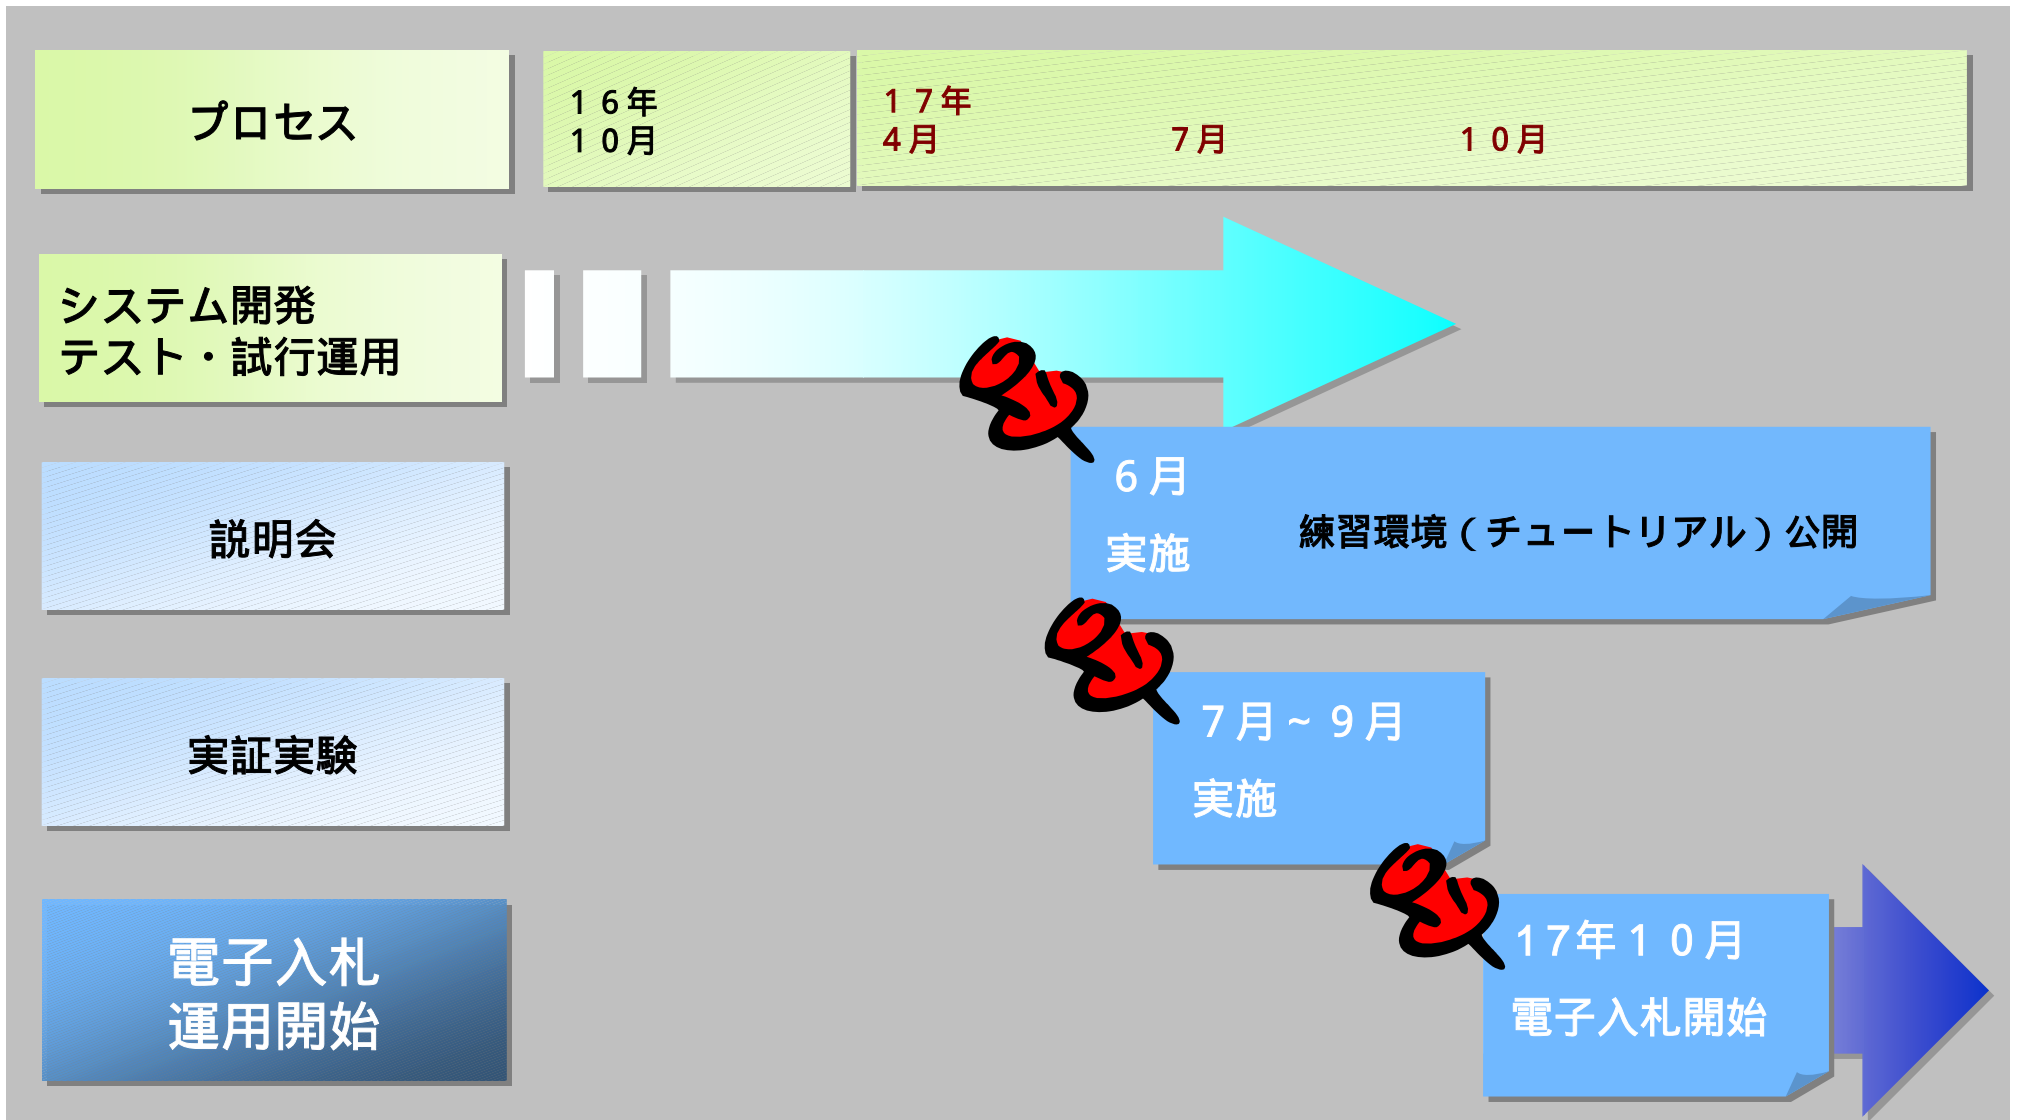 プロセス
１６年
１０月
１７年
４月 ７月 １０月
システム開発
テスト・試行運用
説明会
６月
実施
練習環境（チュートリアル）公開
実証実験
７月～９月
実施
電子入札
運用開始
17年１０月
電子入札開始